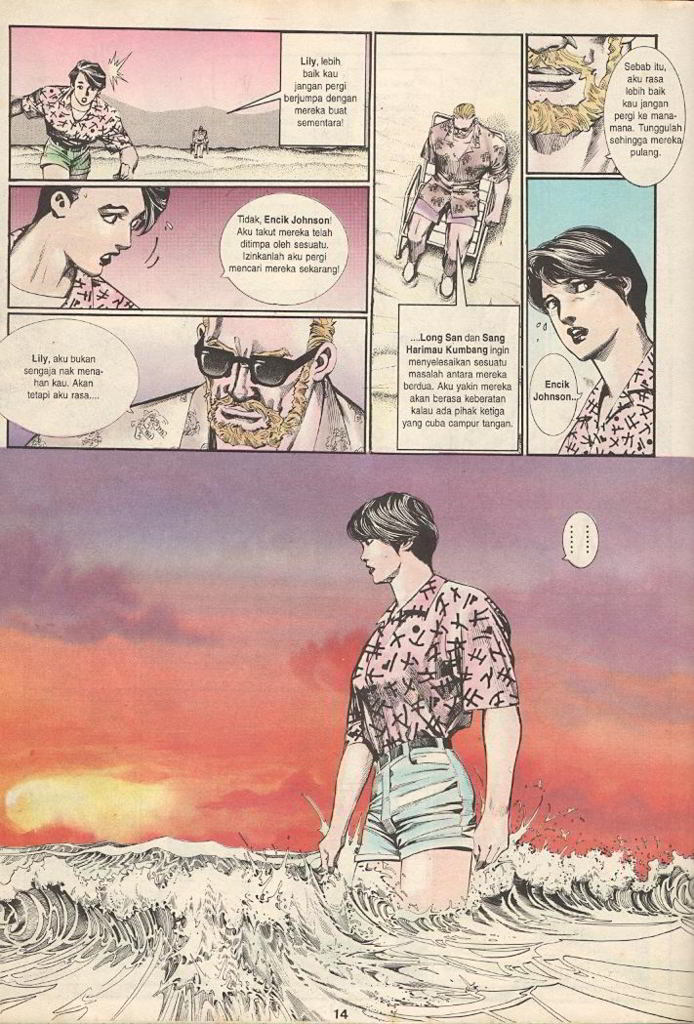 Lily, lebih
baik kau
jangan pergi
berjumpa dengan
mereka buat
sementara!
Tidak, Encik Johnson!
Aku takut mereka telah
ditimpa oleh sesuatu.
Izinkanlah aku pergi
mencari mereka sekarang!
Lily, aku bukan
sengaja nak mena-
han kau. Akan
tetapi aku rasa....
....Long San dan Sang
Harimau Kumbang ingin
menyelesaikan sesuatu
masalah antara mereka
berdua. Aku yakin mereka
akan berasa keberatan
kalau ada pihak ketiga
yang cuba campur tangan.
Sebab itu,
aku rasa
lebih baik
kau jangan
pergi ke mana-
mana. Tunggulah
sehingga mereka
pulang.
Encik
Johnson...
14